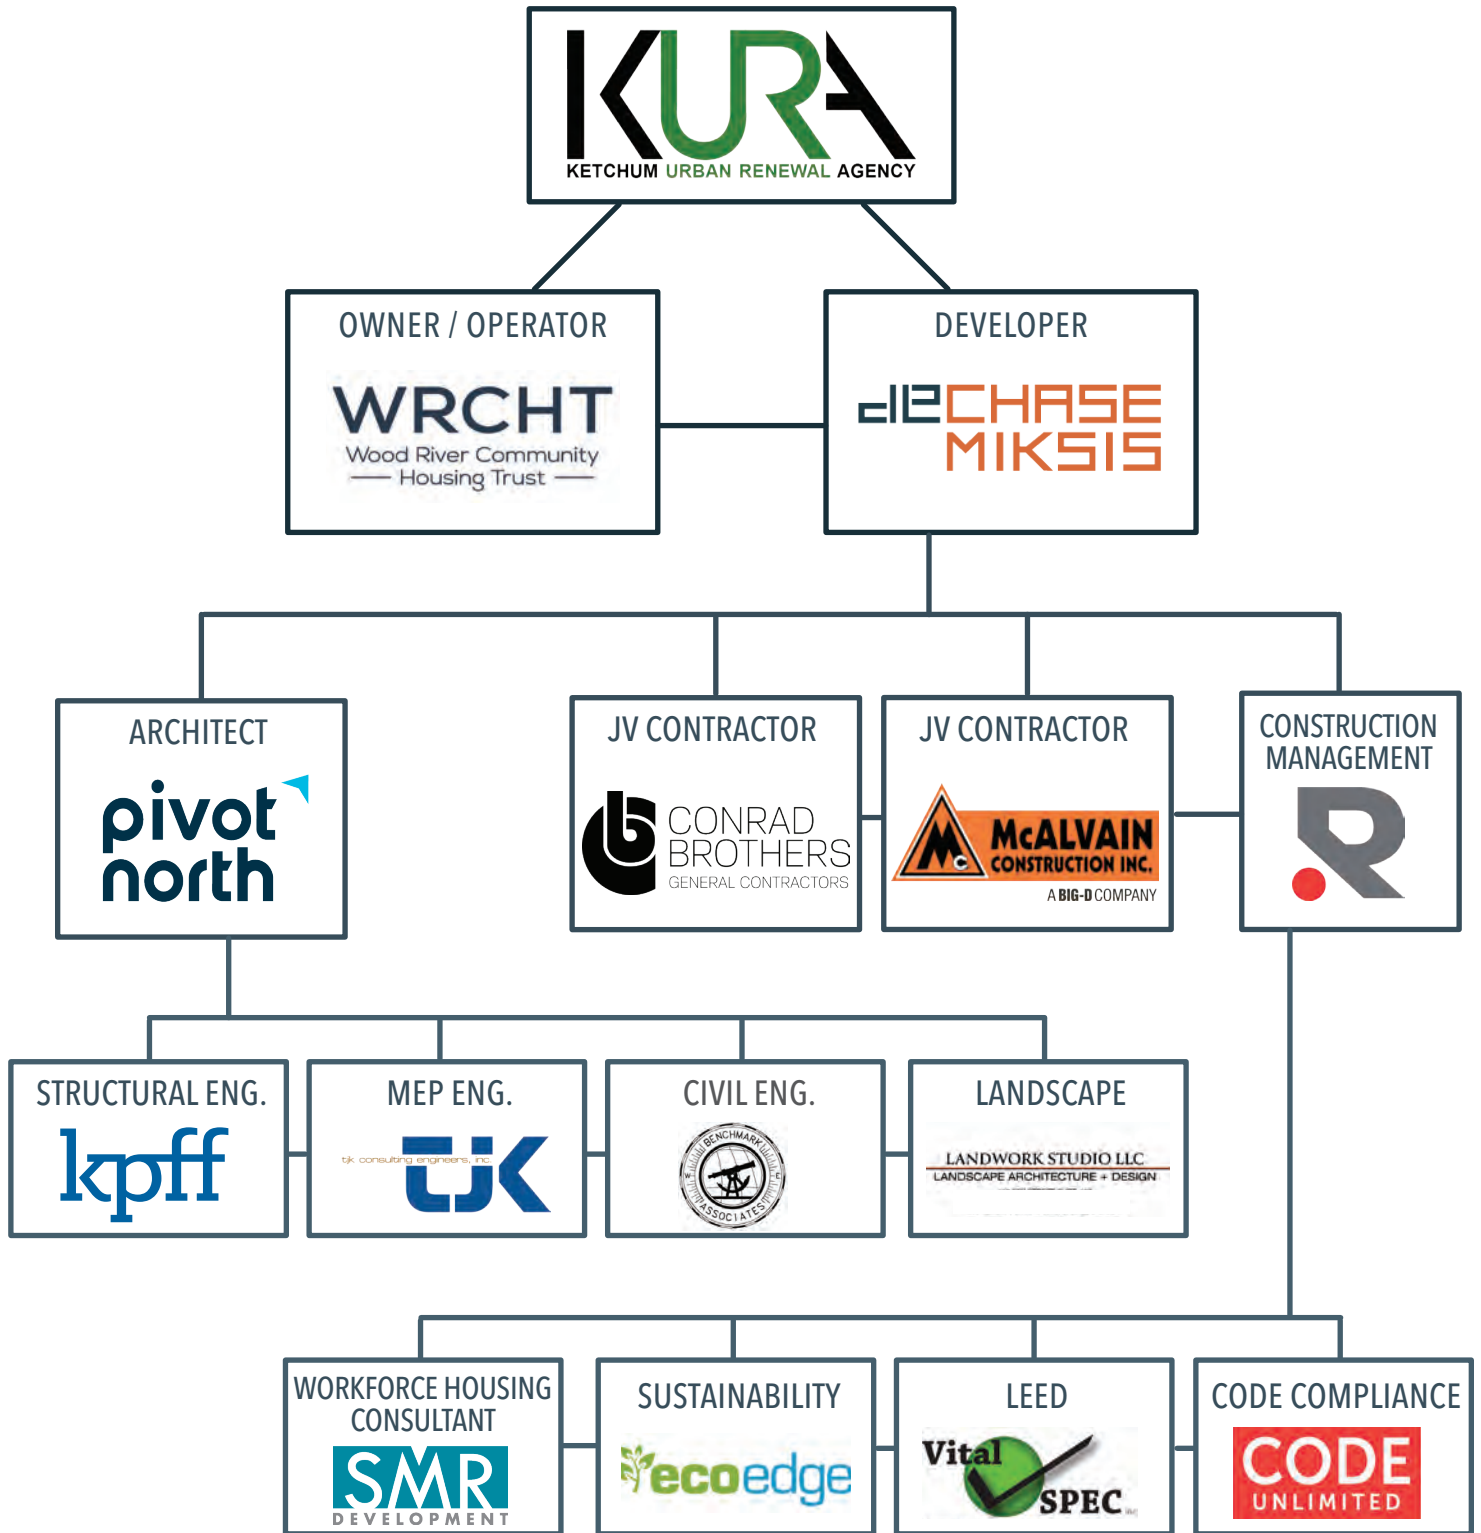 KURA
KETCHUM URBAN RENEWAL AGENCY
OWNER / OPERATOR
WRCHT
Wood River Community
Housing Trust
DEVELOPER
deCHASE
MIKSIS
ARCHITECT
pivot
north
JV CONTRACTOR
CONRAD
BROTHERS
GENERAL CONTRACTORS
JV CONTRACTOR
Mc
McALVAIN
CONSTRUCTION INC.
A BIG-D COMPANY
CONSTRUCTION
MANAGEMENT
R
STRUCTURAL ENG.
kpff
MEP ENG.
tjk consulting engineers, inc.
TJK
CIVIL ENG.
BENCHMARK
W E
ASSOCIATES
LANDSCAPE
LANDWORK STUDIO LLC
LANDSCAPE ARCHITECTURE + DESIGN
WORKFORCE HOUSING
CONSULTANT
SMR
DEVELOPMENT
SUSTAINABILITY
ecoedge
LEED
Vital
SPEC
CODE COMPLIANCE
CODE
UNLIMITED